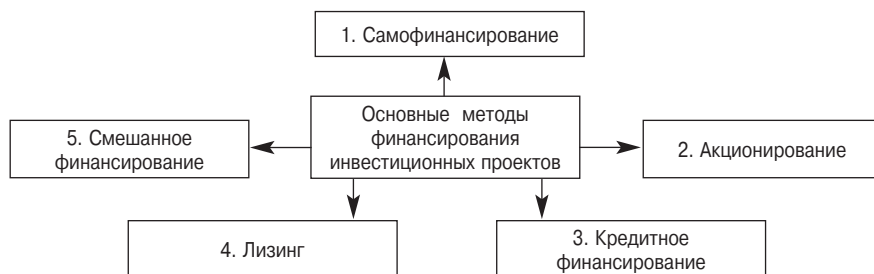 1. Самофинансирование
Основные методы
финансирования
инвестиционных проектов
5. Смешанное
финансирование
2. Акционирование
4. Лизинг
3. Кредитное
финансирование